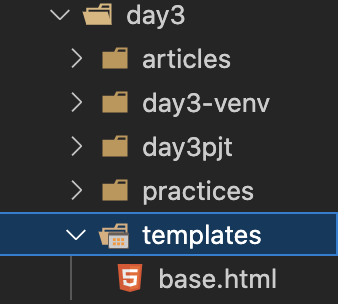 day3
articles
day3-venv
day3pjt
practices
templates
base.html